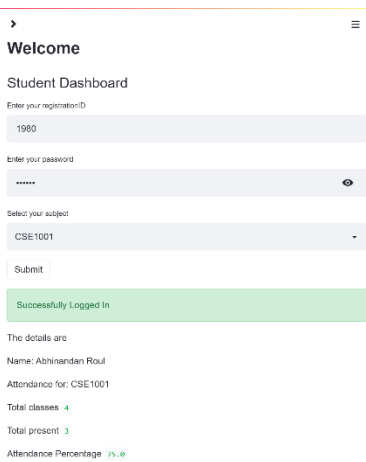 Welcome
Student Dashboard
Enter your registrationID
1980
Enter your password
••••••
Select your subject
CSE1001
Submit
Successfully Logged In
The details are
Name: Abhinandan Roul
Attendance for: CSE1001
Total classes 4
Total present 3
Attendance Percentage 75.0